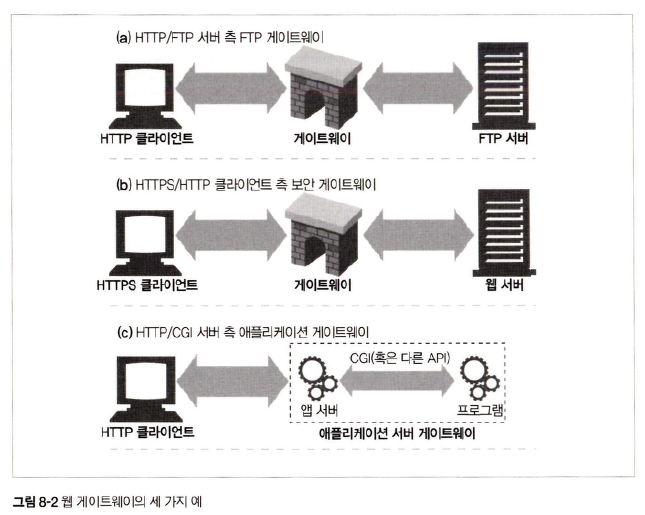 (a) HTTP/FTP 서버 측 FTP 게이트웨이
HTTP 클라이언트
게이트웨이
FTP 서버
(b) HTTPS/HTTP 클라이언트 측 보안 게이트웨이
HTTPS 클라이언트
게이트웨이
웹 서버
(c) HTTP/CGI 서버 측 애플리케이션 게이트웨이
CGI(혹은 다른 API)
앱 서버
프로그램
HTTP 클라이언트
애플리케이션 서버 게이트웨이
그림 8-2 웹 게이트웨이의 세 가지 예